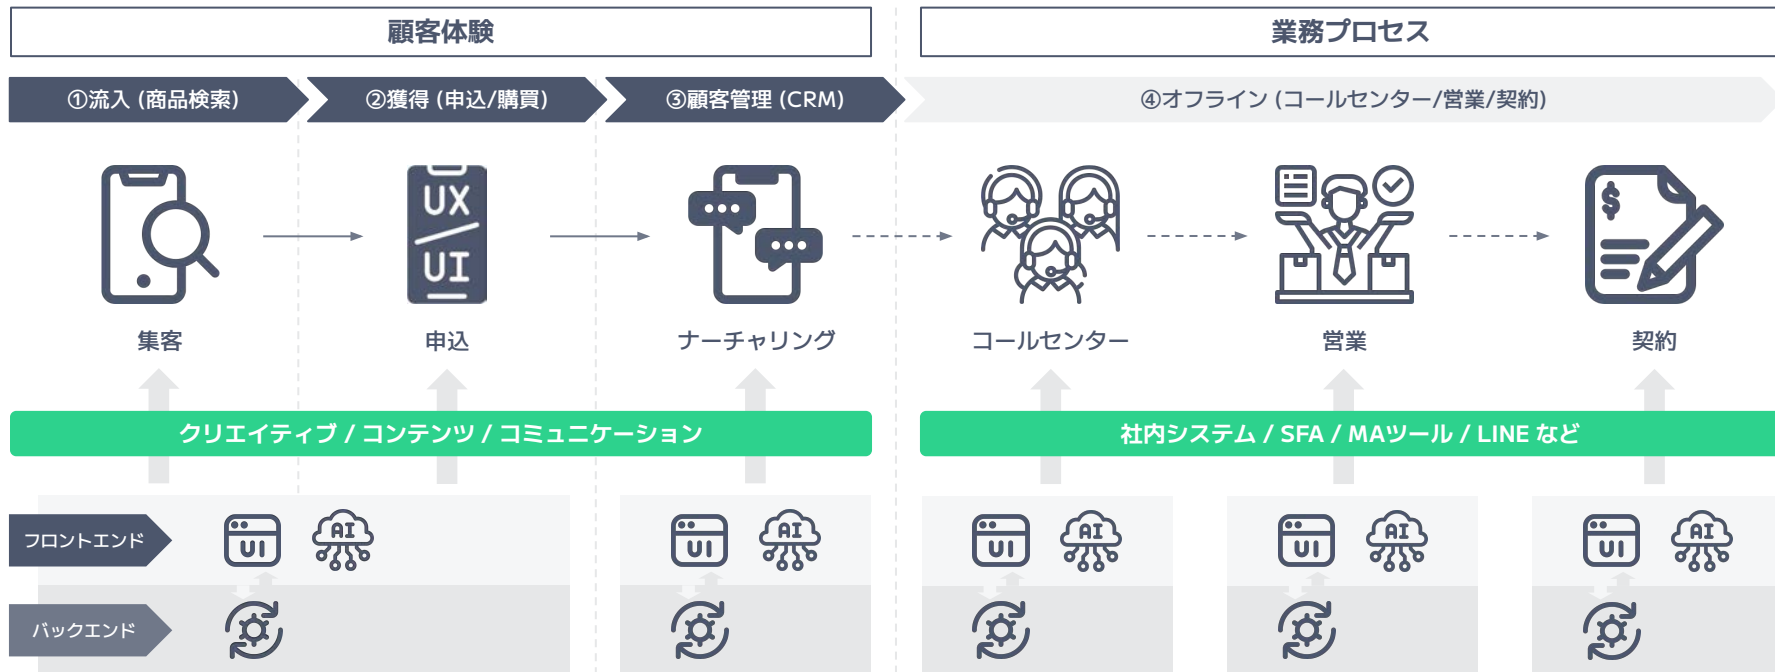 顧客体験
業務プロセス
①流入 (商品検索)
②獲得 (申込/購買)
③顧客管理 (CRM)
④オフライン (コールセンター/営業/契約)
UX
UI
$
集客
申込
ナーチャリング
コールセンター
営業
契約
クリエイティブ / コンテンツ / コミュニケーション
社内システム / SFA / MAツール / LINE など
フロントエンド
UI
AI
UI
AI
UI
AI
UI
AI
UI
AI
バックエンド